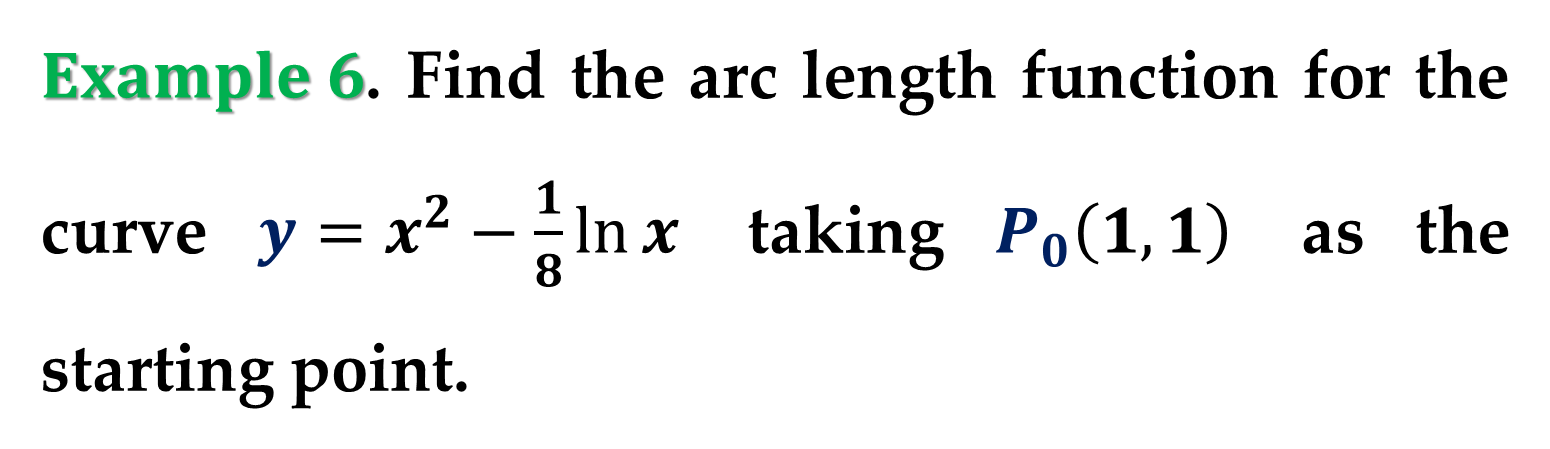 Example 6. Find the arc length function for the
curve y = x² − 1/8 ln x taking P₀(1, 1) as the
starting point.